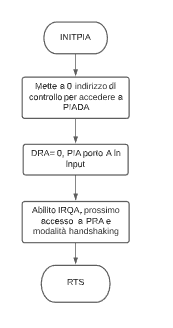 INITPIA
Mette a 0 indirizzo di
controllo per accedere a
PIADA
DRA= 0, PIA porto A in
input
Abilito IRQA, prossimo
accesso a PRA e
modalità handshaking
RTS